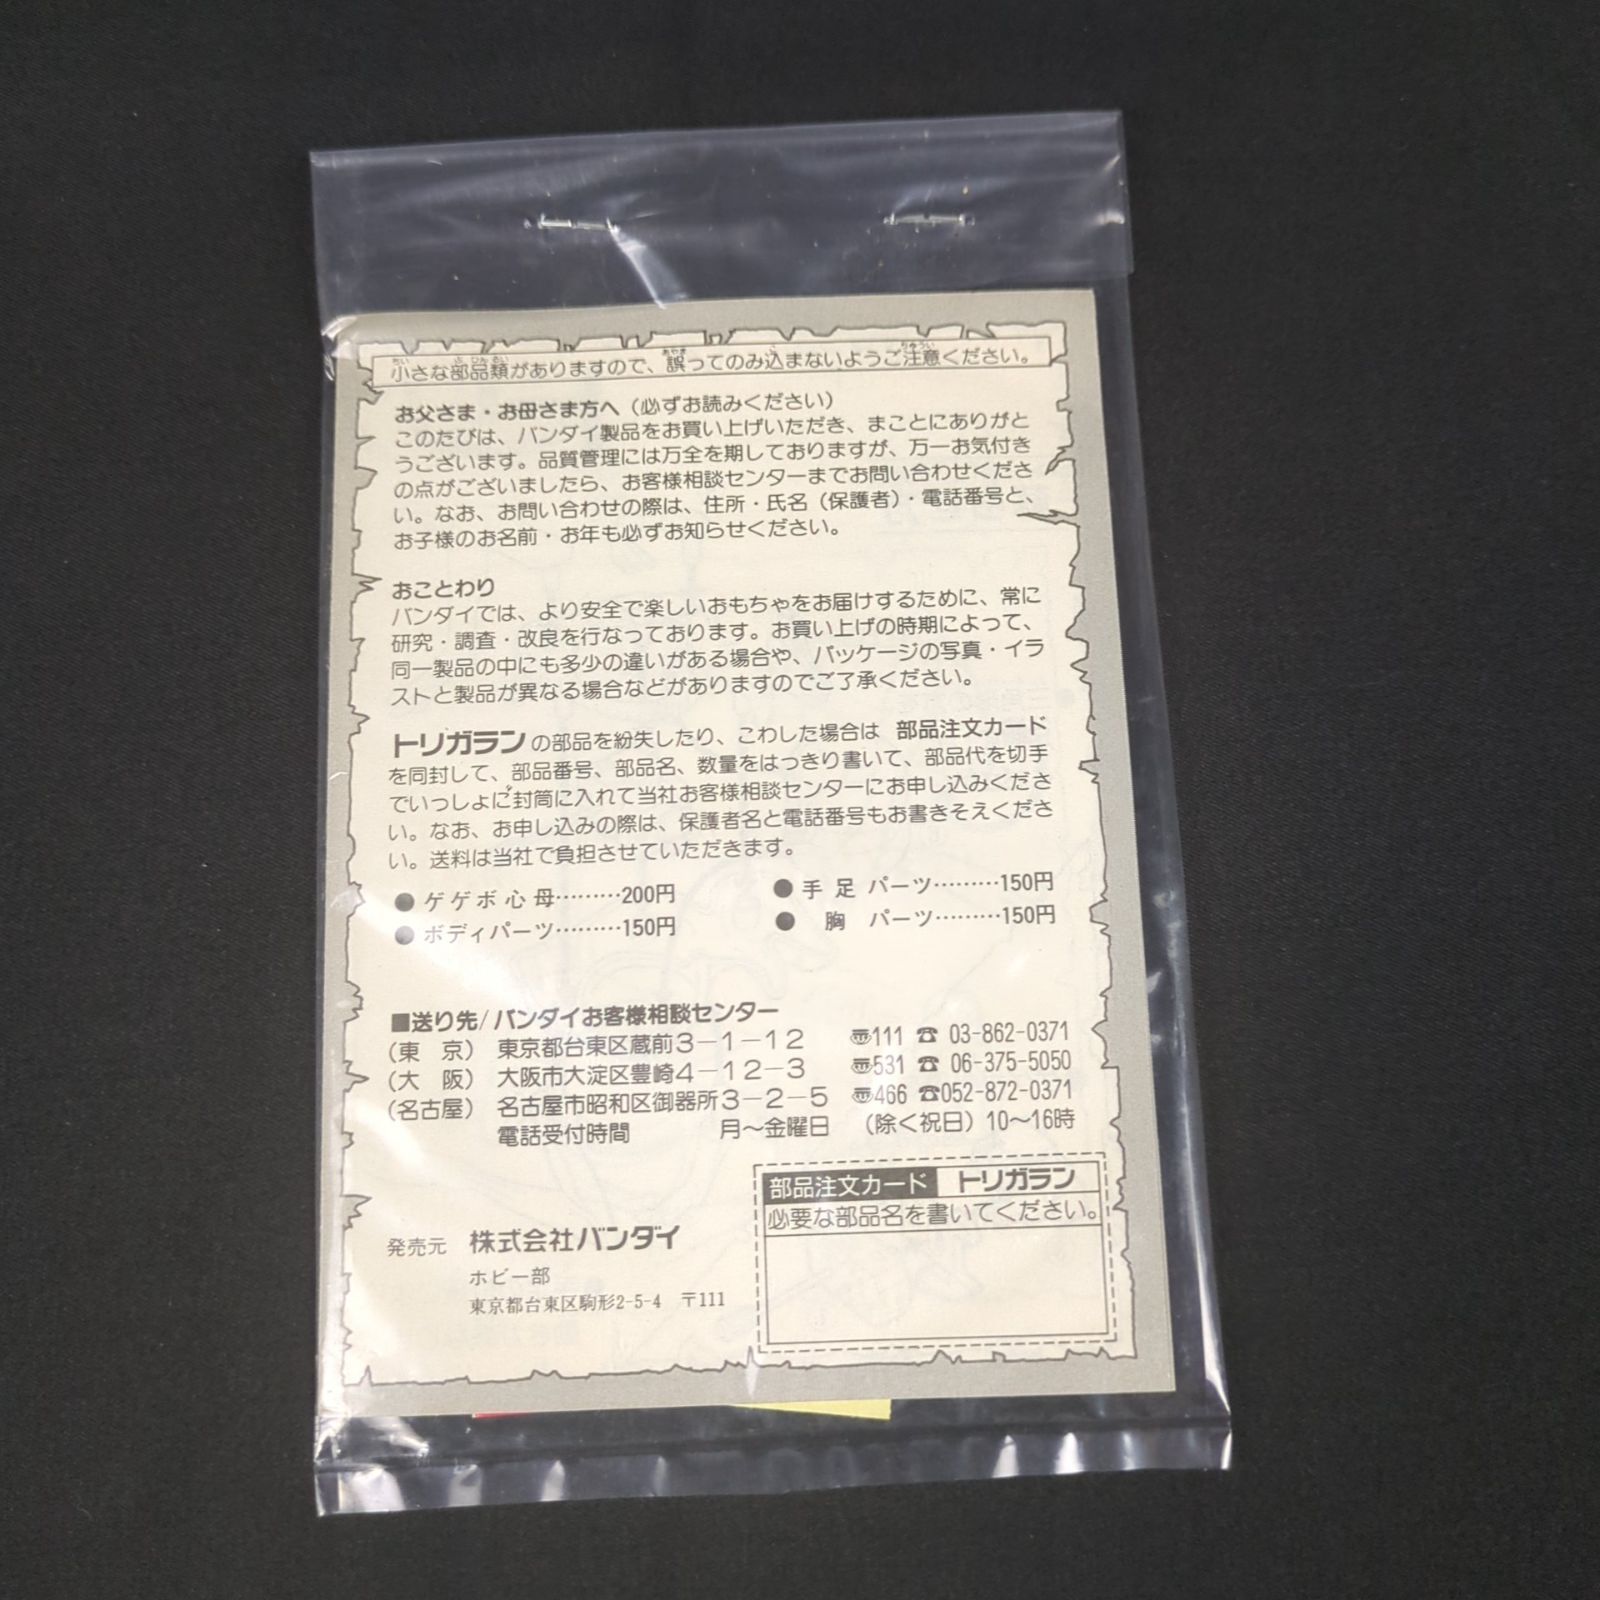 小さな部品類がありますので、誤ってのみ込まないようご注意ください。
お父さま・お母さま方へ（必ずお読みください）
このたびは、バンダイ製品をお買い上げいただき、まことにありがと
うございます。品質管理には万全を期しておりますが、万一お気付き
の点がございましたら、お客様相談センターまでお問い合わせくださ
い。なお、お問い合わせの際は、住所・氏名（保護者）・電話番号と、
お子様のお名前・お年も必ずお知らせください。
おことわり
バンダイでは、より安全で楽しいおもちゃをお届けするために、常に
研究・調査・改良を行なっております。お買い上げの時期によって、
同一製品の中にも多少の違いがある場合や、パッケージの写真・イラ
ストと製品が異なる場合などがありますのでご了承ください。
トリガランの部品を紛失したり、こわした場合は 部品注文カード
を同封して、部品番号、部品名、数量をはっきり書いて、部品代を切手
でいっしょに封筒に入れて当社お客様相談センターにお申し込みくださ
い。なお、お申し込みの際は、保護者名と電話番号もお書きそえくださ
い。送料は当社で負担させていただきます。
●ゲゲボ心母………200円 ●手足パーツ………150円
●ボディパーツ………150円 ●胸パーツ………150円
■送り先/バンダイお客様相談センター
（東京） 東京都台東区蔵前3－1－12 〠111 ☎ 03-862-0371
（大阪） 大阪市大淀区豊崎4－12－3 〠531 ☎ 06-375-5050
（名古屋） 名古屋市昭和区御器所3－2－5 〠466 ☎052-872-0371
電話受付時間 月～金曜日 （除く祝日）10～16時
部品注文カード トリガラン
必要な部品名を書いてください。
発売元 株式会社バンダイ
ホビー部
東京都台東区駒形2-5-4 〒111